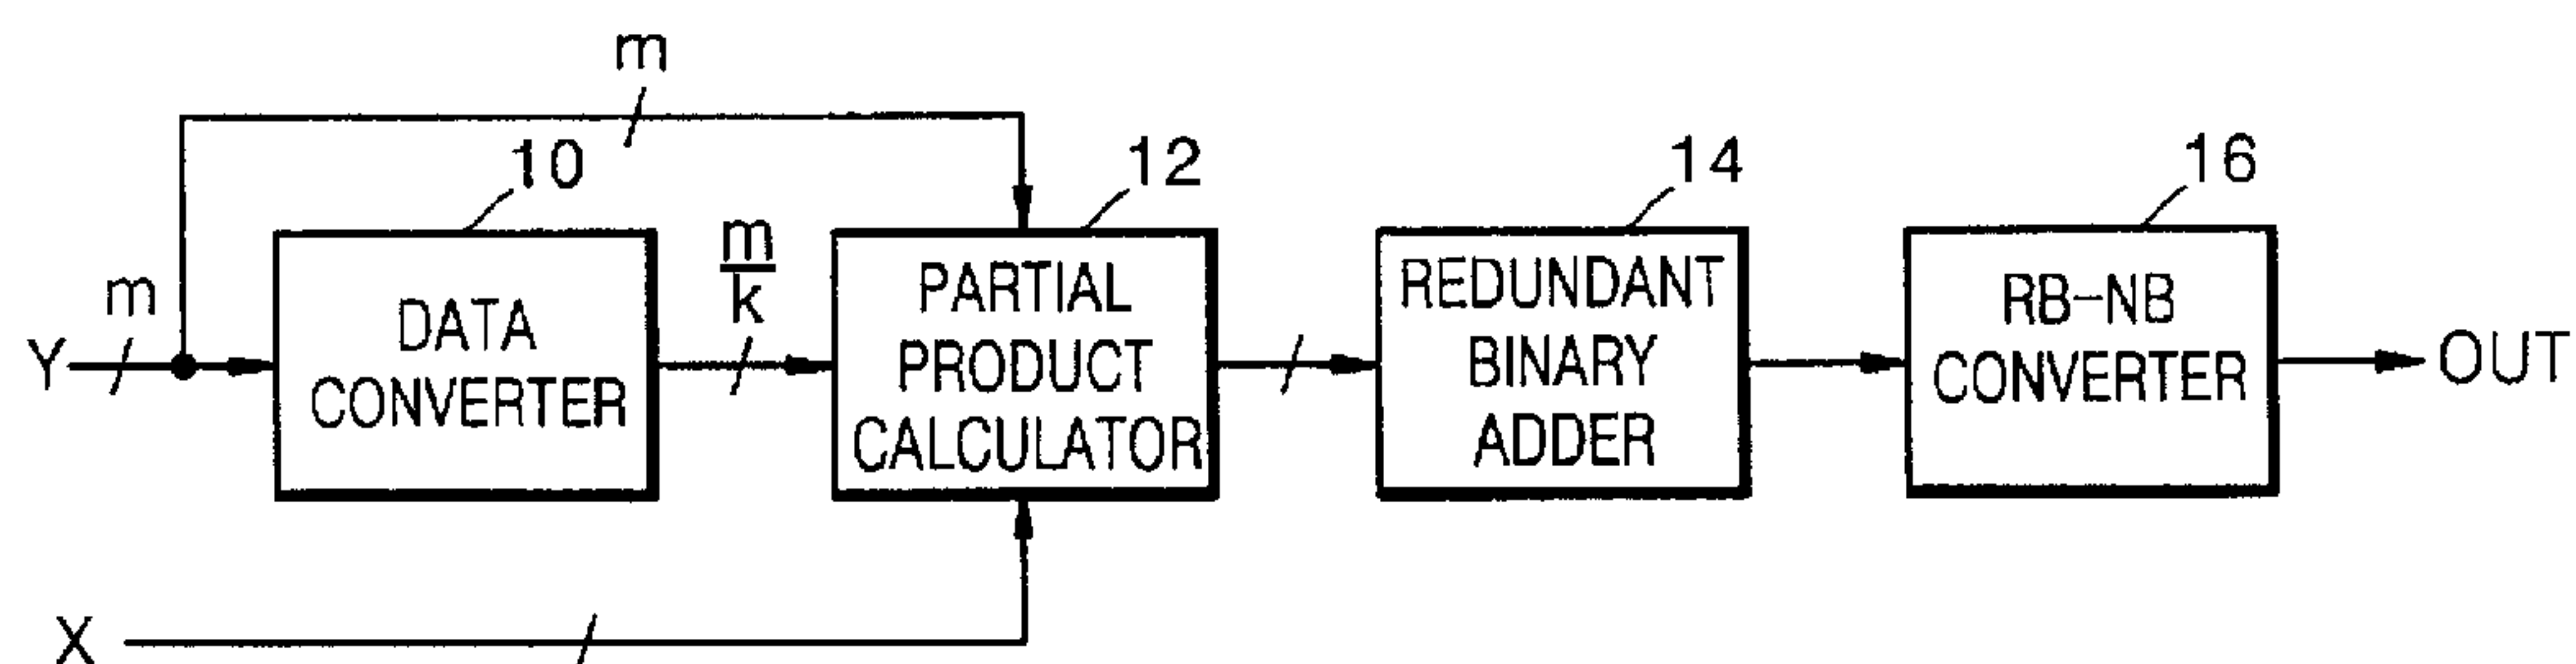 m
10
12
14
16
m
m/k
Y
DATA
CONVERTER
PARTIAL
PRODUCT
CALCULATOR
REDUNDANT
BINARY
ADDER
RB-NB
CONVERTER
OUT
X